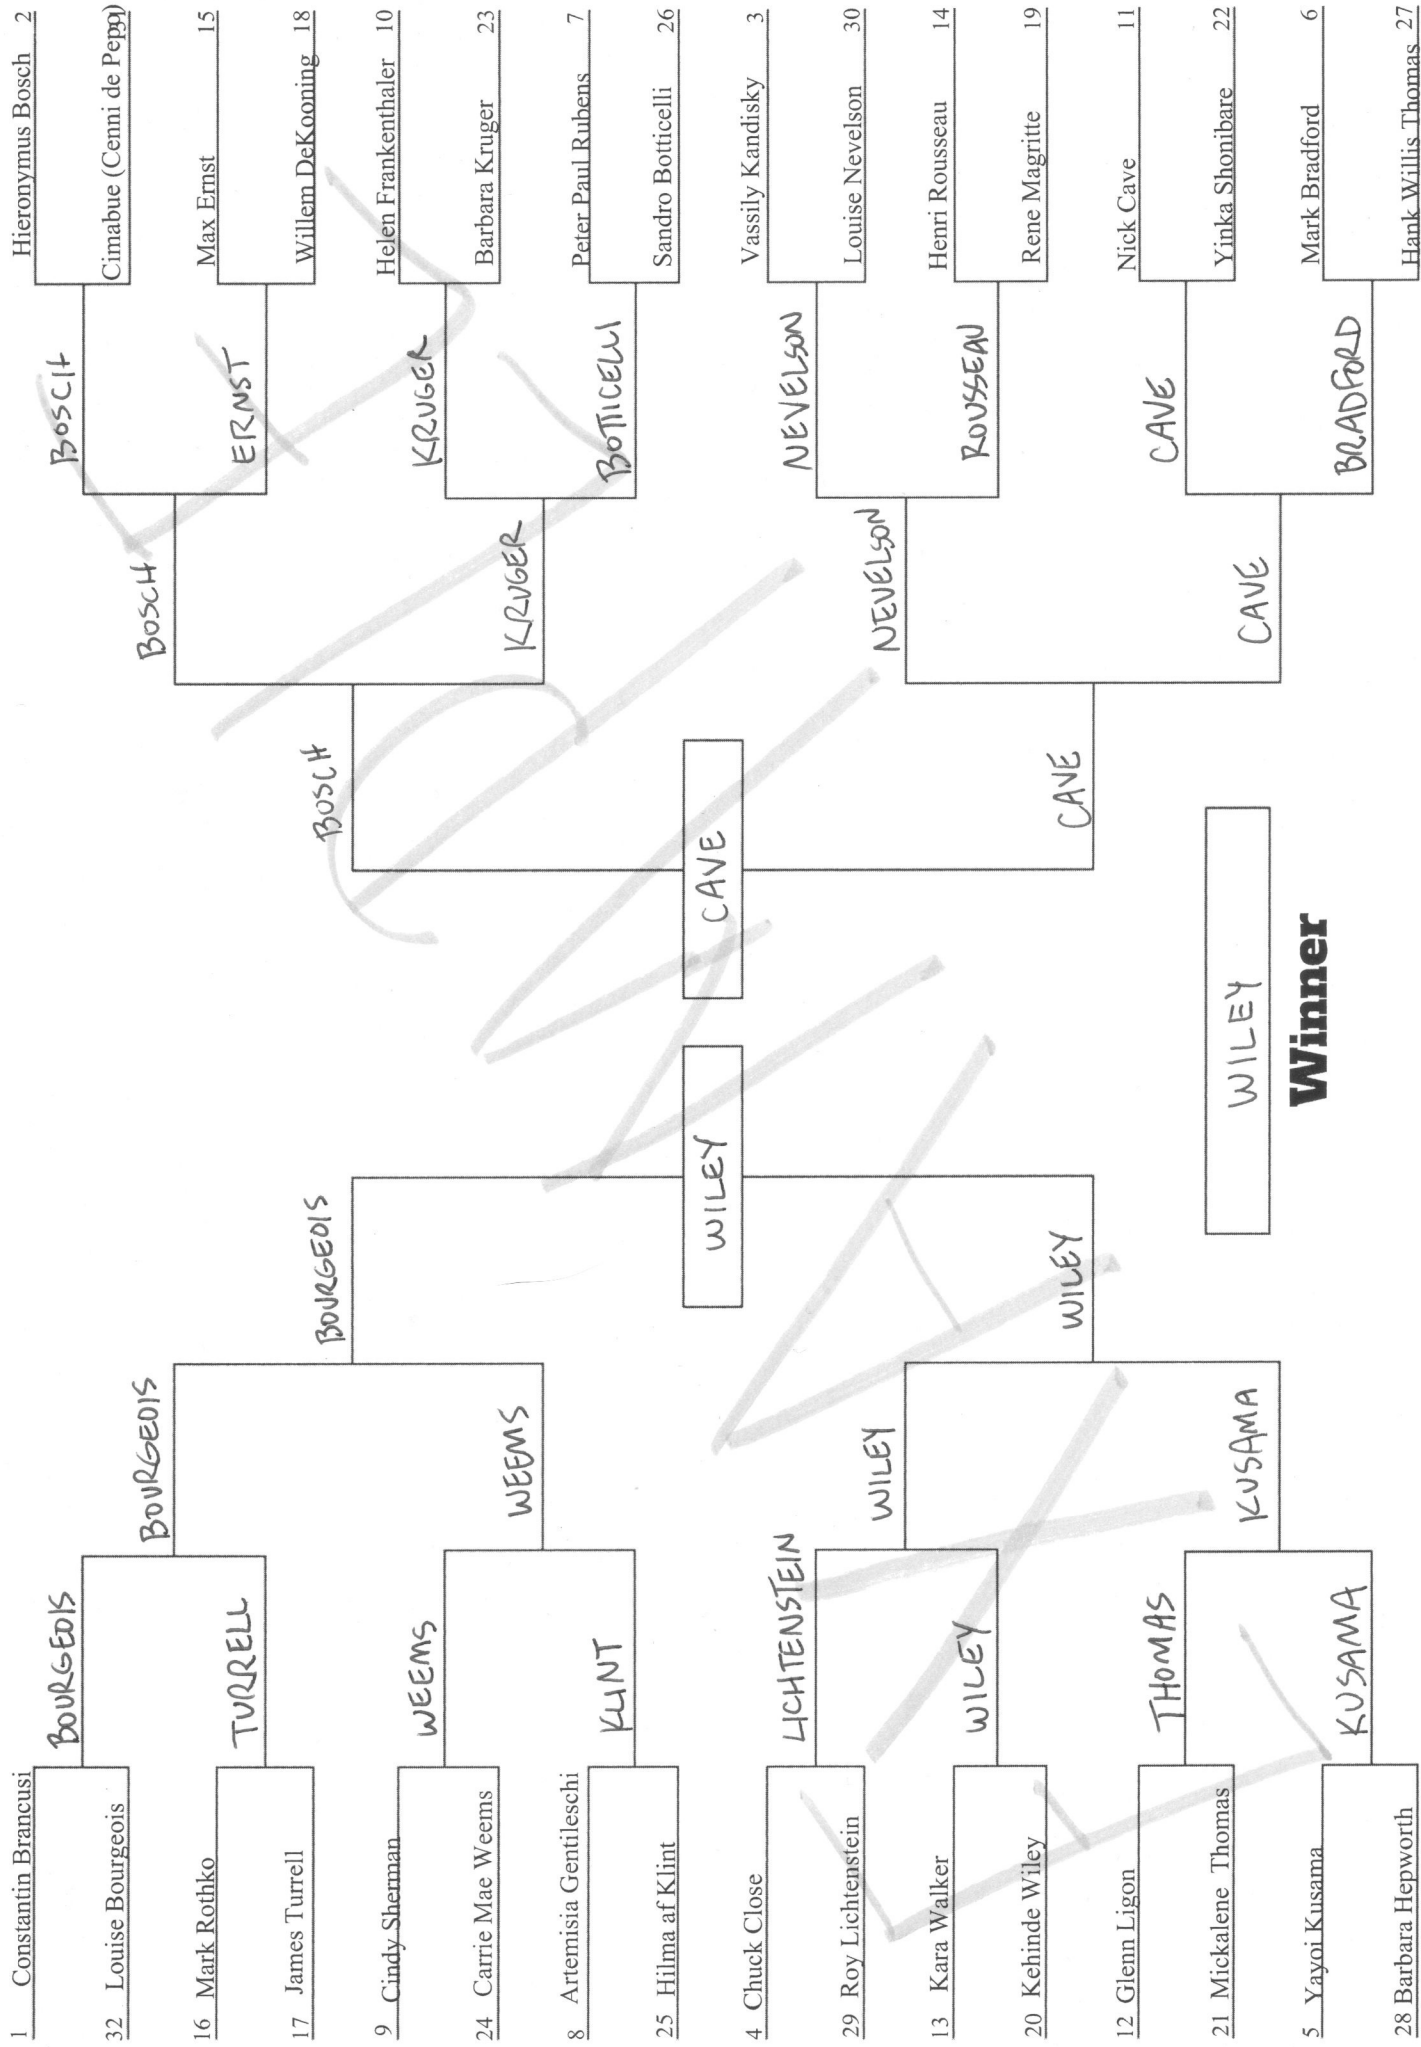 1 Constantin Brancusi
32 Louise Bourgeois
16 Mark Rothko
17 James Turrell
9 Cindy Sherman
24 Carrie Mae Weems
8 Artemisia Gentileschi
25 Hilma af Klint
4 Chuck Close
29 Roy Lichtenstein
13 Kara Walker
20 Kehinde Wiley
12 Glenn Ligon
21 Mickalene Thomas
5 Yayoi Kusama
28 Barbara Hepworth
BOURGEOIS
TURRELL
WEEMS
KLINT
LICHTENSTEIN
WILEY
THOMAS
KUSAMA
BOURGEOIS
WEEMS
WILEY
KUSAMA
BOURGEOIS
WILEY
WILEY
CAVE
WILEY
Winner
BOSCH
CAVE
BOSCH
KRUGER
NEVELSON
CAVE
BOSCH
ERNST
KRUGER
BOTTICELLI
NEVELSON
ROUSSEAU
CAVE
BRADFORD
Hieronymus Bosch 2
Cimabue (Cenni de Peppo)
Max Ernst 15
Willem DeKooning 18
Helen Frankenthaler 10
Barbara Kruger 23
Peter Paul Rubens 7
Sandro Botticelli 26
Vassily Kandisky 3
Louise Nevelson 30
Henri Rousseau 14
Rene Magritte 19
Nick Cave 11
Yinka Shonibare 22
Mark Bradford 6
Hank Willis Thomas 27
EXAMPLE